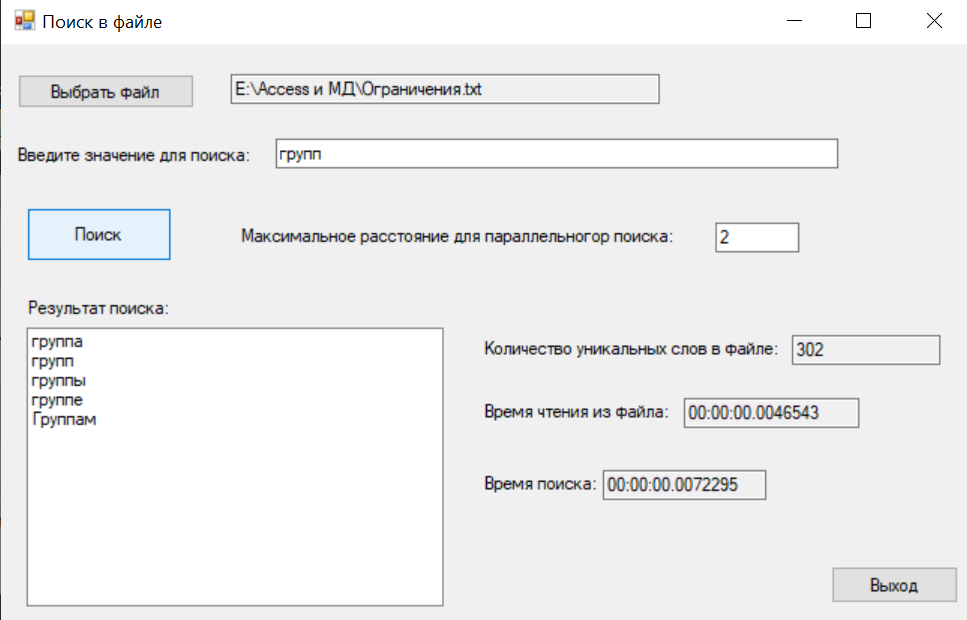 Поиск в файле
Выбрать файл
E:\Access и МД\Ограничения.txt
Введите значение для поиска:
групп
Поиск
Максимальное расстояние для параллельногор поиска:
2
Результат поиска:
группа
групп
группы
группе
Группам
Количество уникальных слов в файле:
302
Время чтения из файла:
00:00:00.0046543
Время поиска:
00:00:00.0072295
Выход